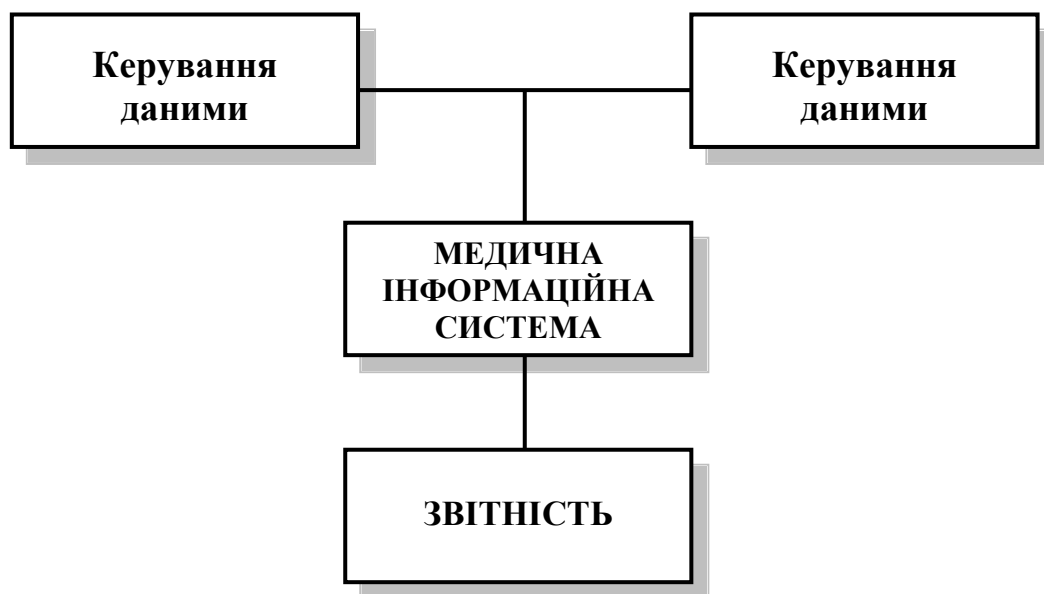 Керування
даними
Керування
даними
МЕДИЧНА
ІНФОРМАЦІЙНА
СИСТЕМА
ЗВІТНІСТЬ